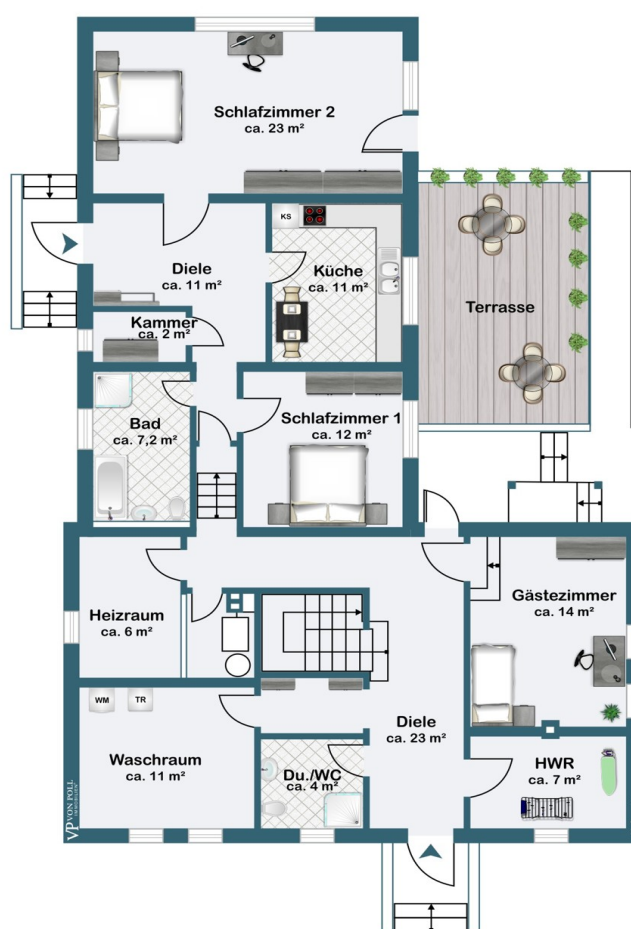 Schlafzimmer 2
ca. 23 m²
KS
Diele
ca. 11 m²
Küche
ca. 11 m²
Terrasse
Kammer
ca. 2 m²
Bad
ca. 7,2 m²
Schlafzimmer 1
ca. 12 m²
Heizraum
ca. 6 m²
Gästezimmer
ca. 14 m²
WM
TR
Waschraum
ca. 11 m²
Diele
ca. 23 m²
Du./WC
ca. 4 m²
HWR
ca. 7 m²
VP VON POLL
IMMOBILIEN